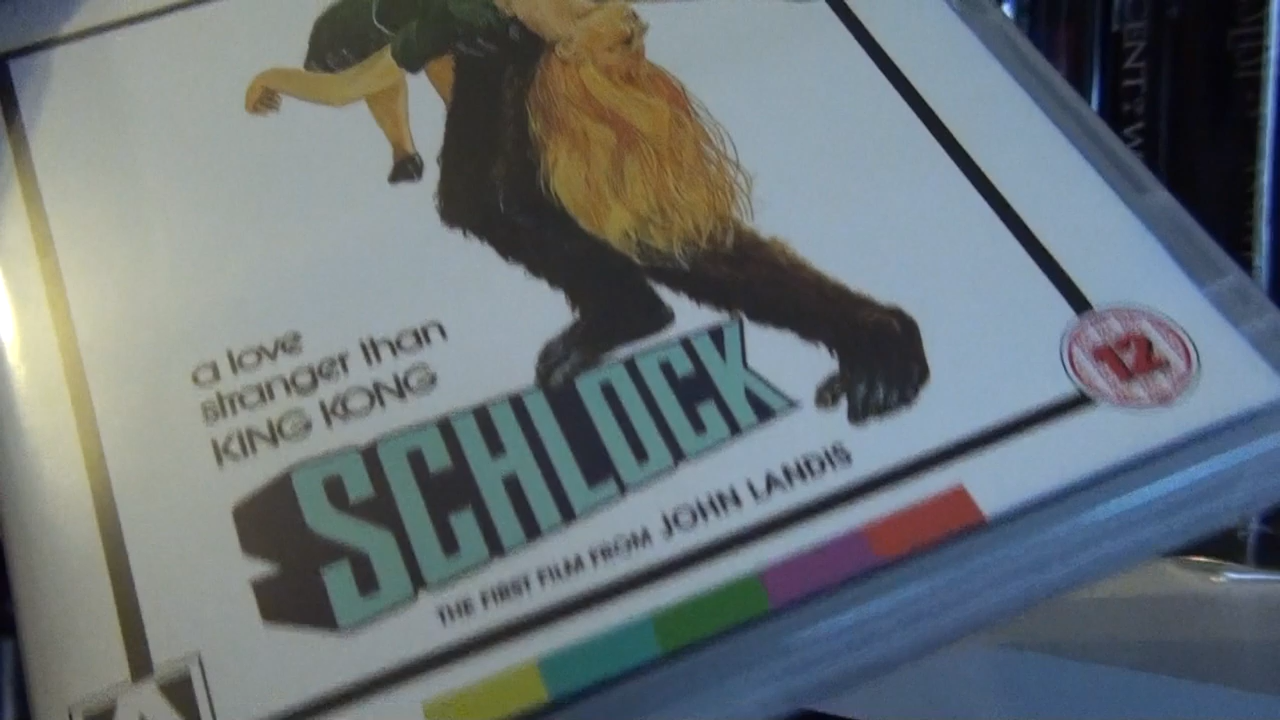 a love
stranger than
KING KONG
SCHLOCK
THE FIRST FILM FROM JOHN LANDIS
12